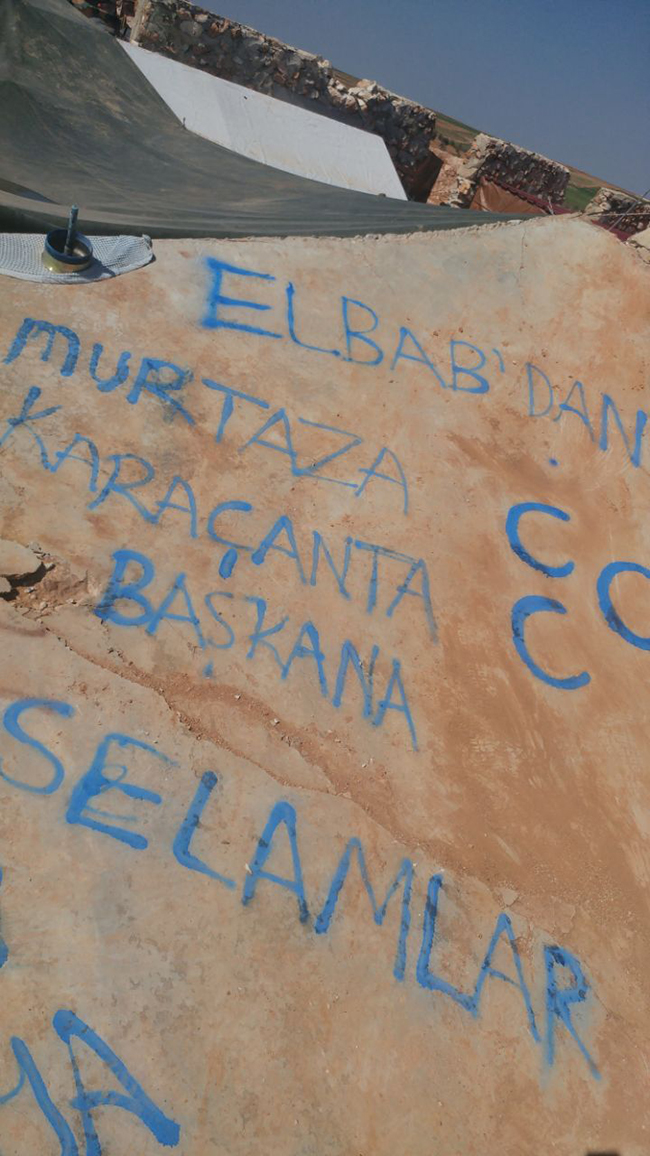 ELBAB'DAN
MURTAZA
KARAÇANTA
BAŞKANA
SELAMLAR
C C C